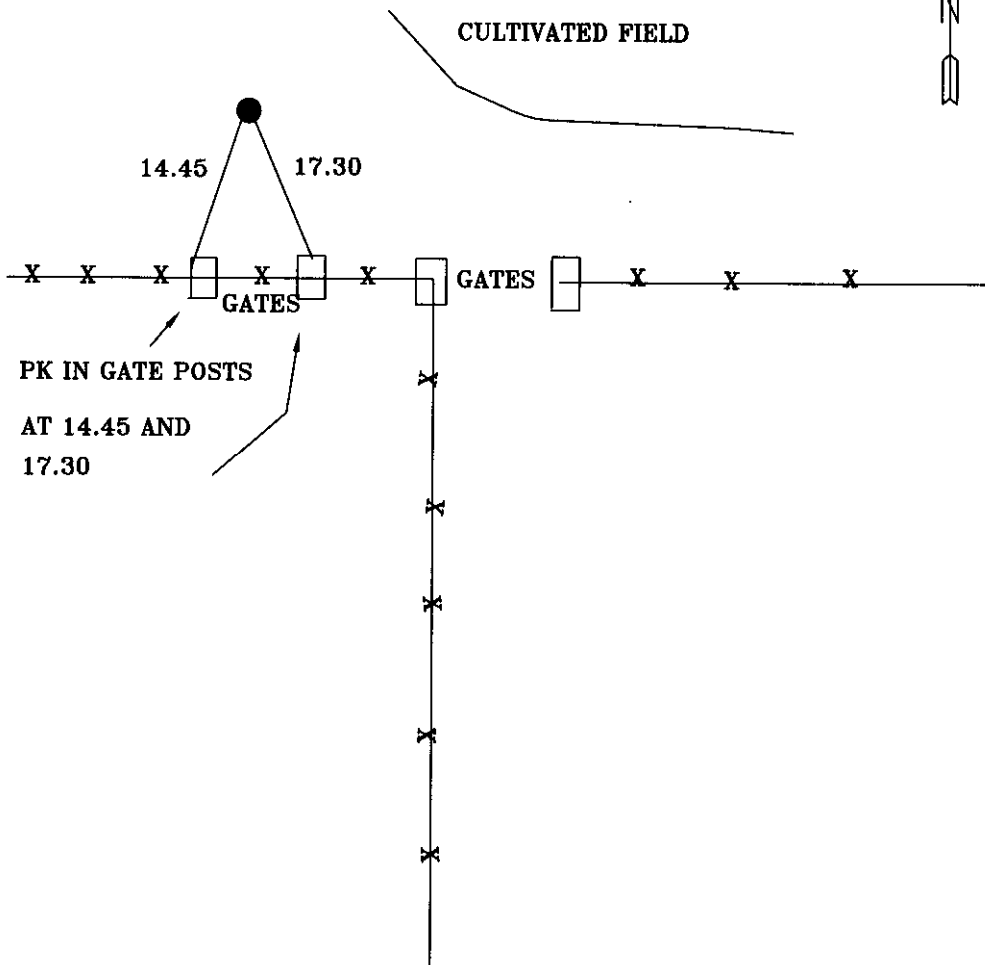 N
CULTIVATED FIELD
14.45 17.30
X X X X X GATES X X X
GATES
PK IN GATE POSTS
AT 14.45 AND
17.30
X
X
X
X
X